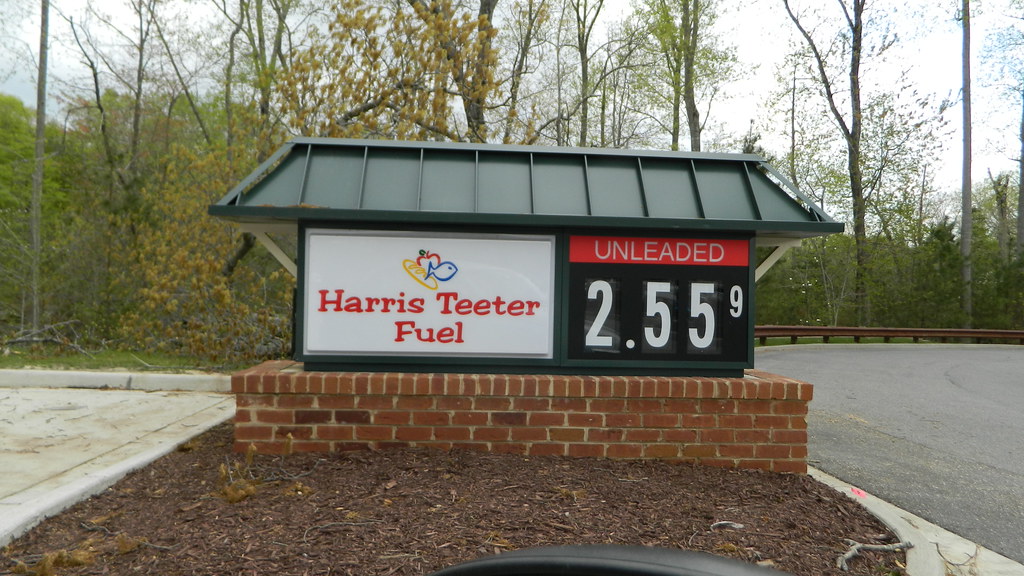 Harris Teeter
Fuel
UNLEADED
2.55 9